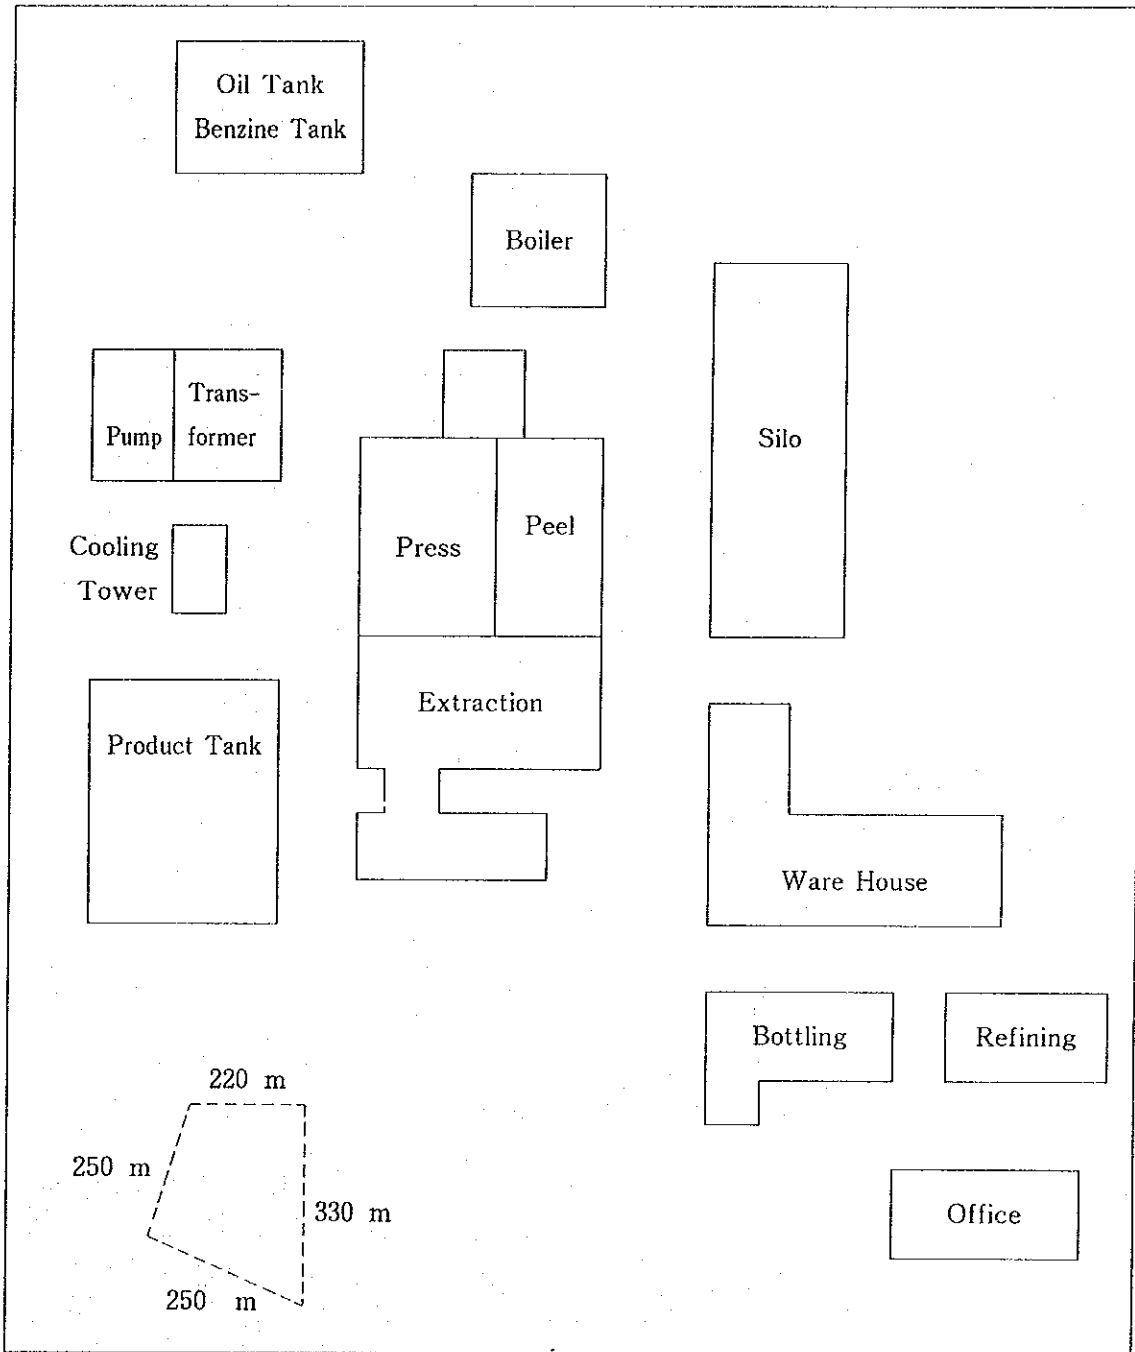 Oil Tank
Benzine Tank
Boiler
Trans-
Pump former
Silo
Peel
Press
Cooling
Tower
Extraction
Product Tank
Ware House
Bottling
Refining
220 m
250 m
330 m
Office
250 m